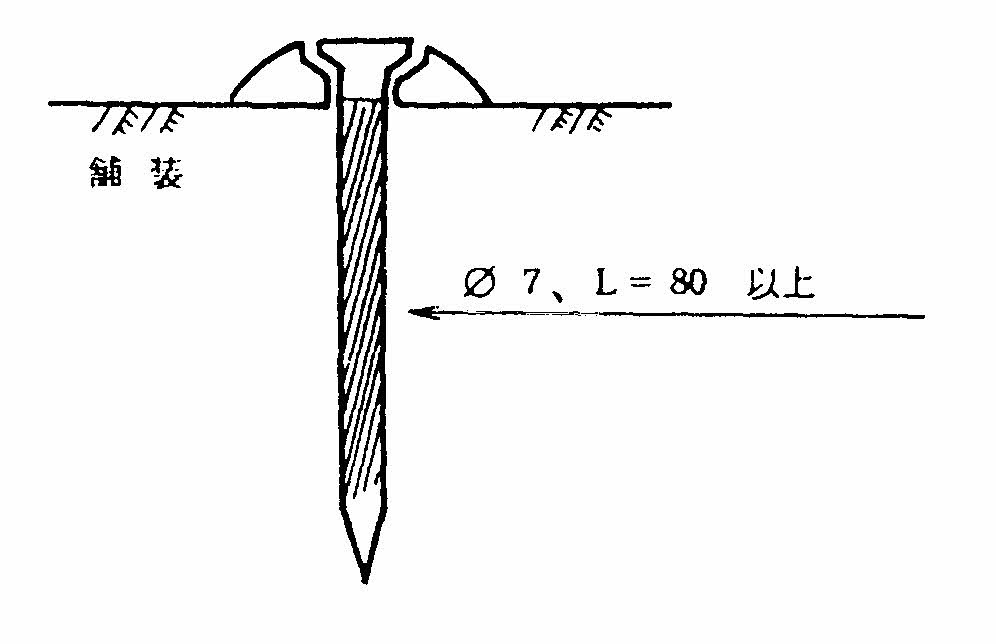 舗装
∅ 7、L = 80 以上